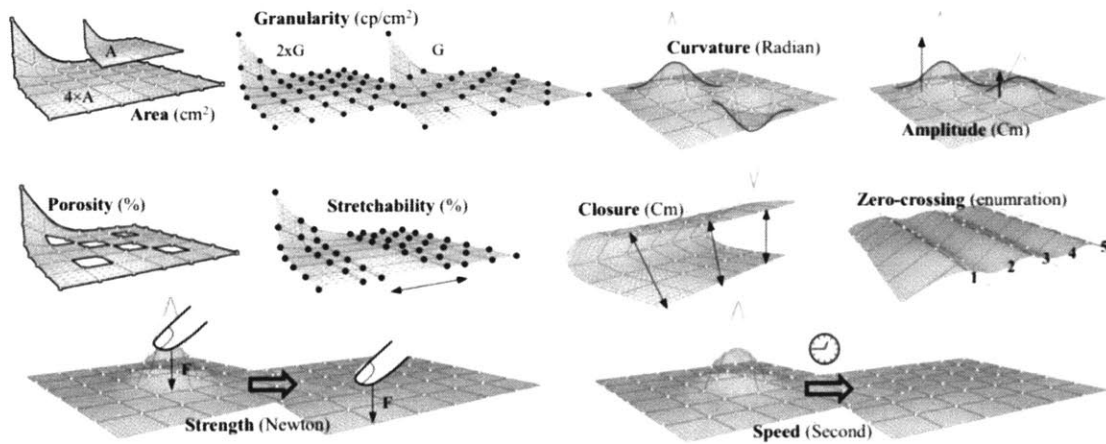 Granularity (cp/cm²)
A
2xG
G
Curvature (Radian)
4×A
Area (cm²)
Amplitude (Cm)
Porosity (%)
Stretchability (%)
Closure (Cm)
Zero-crossing (enumration)
1
2
3
4
5
F
F
Strength (Newton)
Speed (Second)